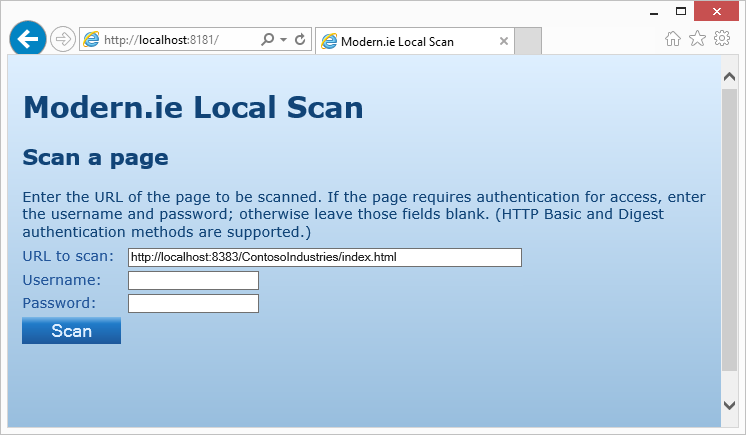 http://localhost:8181/
Modern.ie Local Scan
Modern.ie Local Scan
Scan a page
Enter the URL of the page to be scanned. If the page requires authentication for access, enter
the username and password; otherwise leave those fields blank. (HTTP Basic and Digest
authentication methods are supported.)
URL to scan: http://localhost:8383/ContosoIndustries/index.html
Username:
Password:
Scan